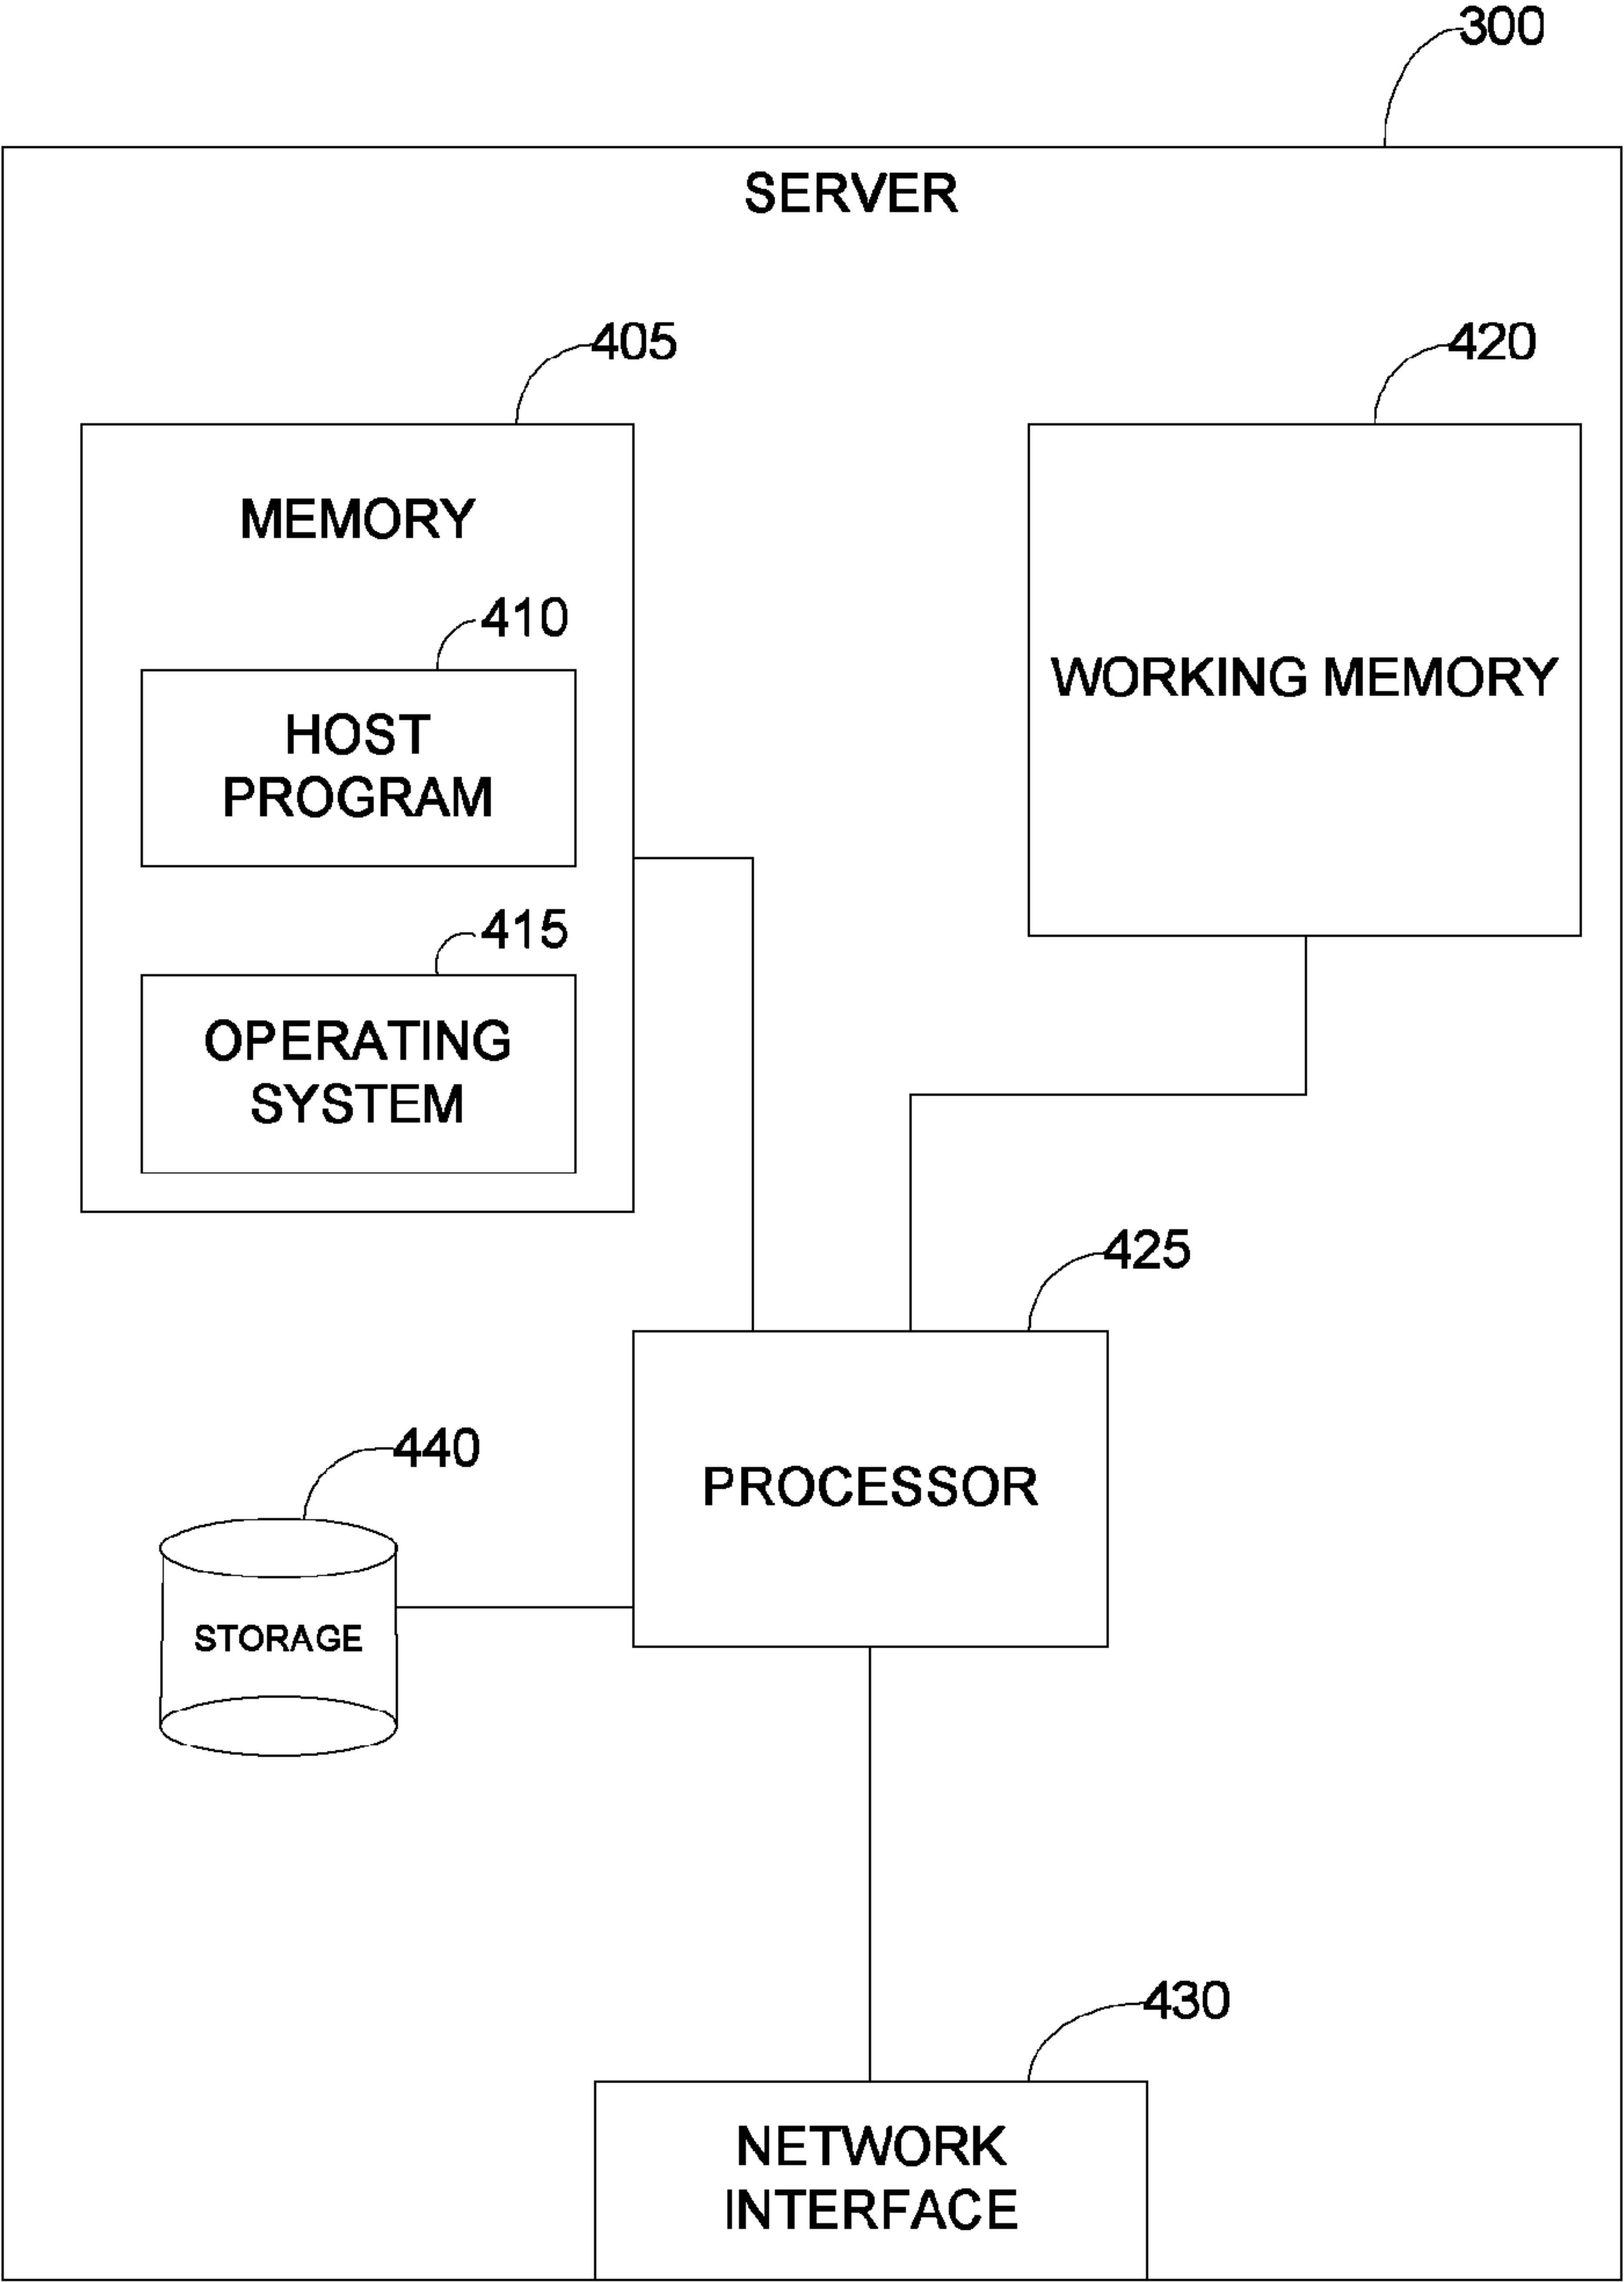 300
SERVER
405
420
MEMORY
410
HOST
PROGRAM
WORKING MEMORY
415
OPERATING
SYSTEM
425
440
PROCESSOR
STORAGE
430
NETWORK
INTERFACE